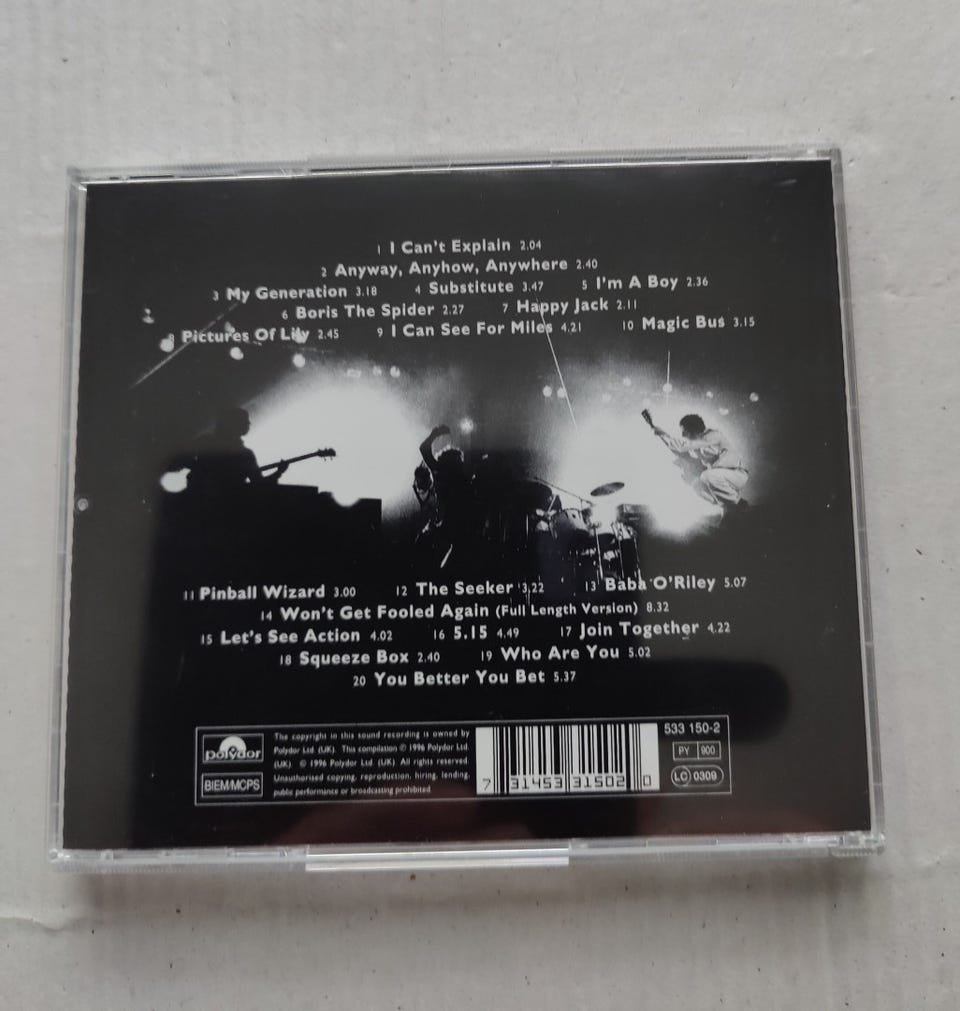 1 I Can't Explain 2.04
2 Anyway, Anyhow, Anywhere 2.40
3 My Generation 3.18 4 Substitute 3.47 5 I'm A Boy 2.36
6 Boris The Spider 2.27 7 Happy Jack 2.11
8 Pictures Of Lily 2.45 9 I Can See For Miles 4.21 10 Magic Bus 3.15
11 Pinball Wizard 3.00 12 The Seeker 3.22 13 Baba O'Riley 5.07
14 Won't Get Fooled Again (Full Length Version) 8.32
15 Let's See Action 4.02 16 5.15 4.49 17 Join Together 4.22
18 Squeeze Box 2.40 19 Who Are You 5.02
20 You Better You Bet 5.37
polydor
BIEM/MCPS
The copyright in this sound recording is owned by
Polydor Ltd. (UK). This compilation ℗ 1996 Polydor Ltd.
(UK). © 1996 Polydor Ltd. (UK) All rights reserved.
Unauthorised copying, reproduction, hiring, lending,
public performance or broadcasting prohibited.
7 31453 31502 0
533 150-2
PY 900
LC 0309